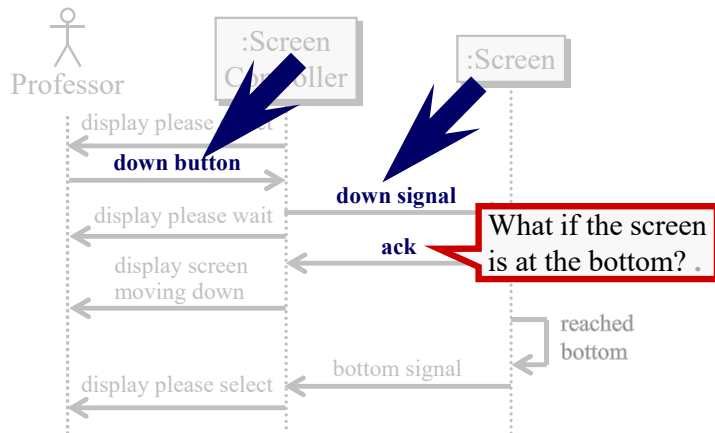 :Screen
Controller
:Screen
Professor
display please select
down button
down signal
display please wait
What if the screen
is at the bottom? .
ack
display screen
moving down
reached
bottom
bottom signal
display please select